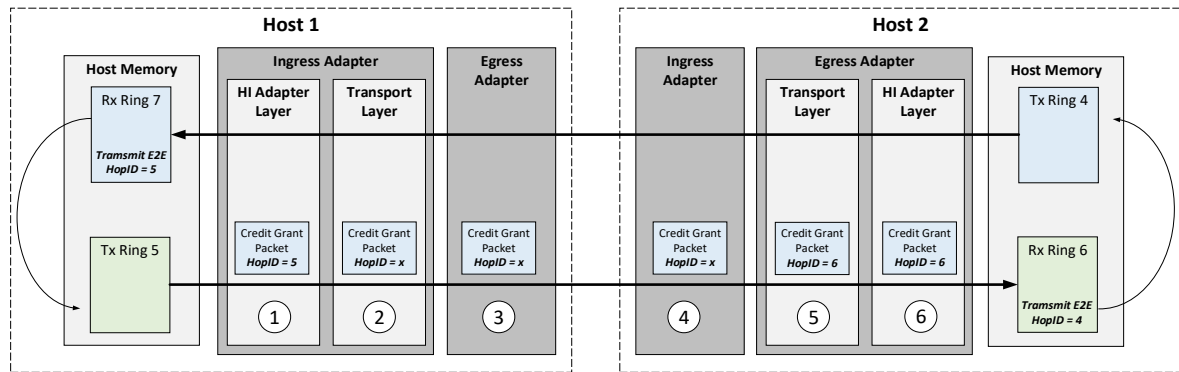 Host 1
Host Memory
Rx Ring 7
Tramsmit E2E
HopID = 5
Tx Ring 5
Ingress Adapter
HI Adapter
Layer
Credit Grant
Packet
HopID = 5
1
Transport
Layer
Credit Grant
Packet
HopID = x
2
Egress
Adapter
Credit Grant
Packet
HopID = x
3
Host 2
Ingress
Adapter
Credit Grant
Packet
HopID = x
4
Egress Adapter
Transport
Layer
Credit Grant
Packet
HopID = 6
5
HI Adapter
Layer
Credit Grant
Packet
HopID = 6
6
Host Memory
Tx Ring 4
Rx Ring 6
Tramsmit E2E
HopID = 4